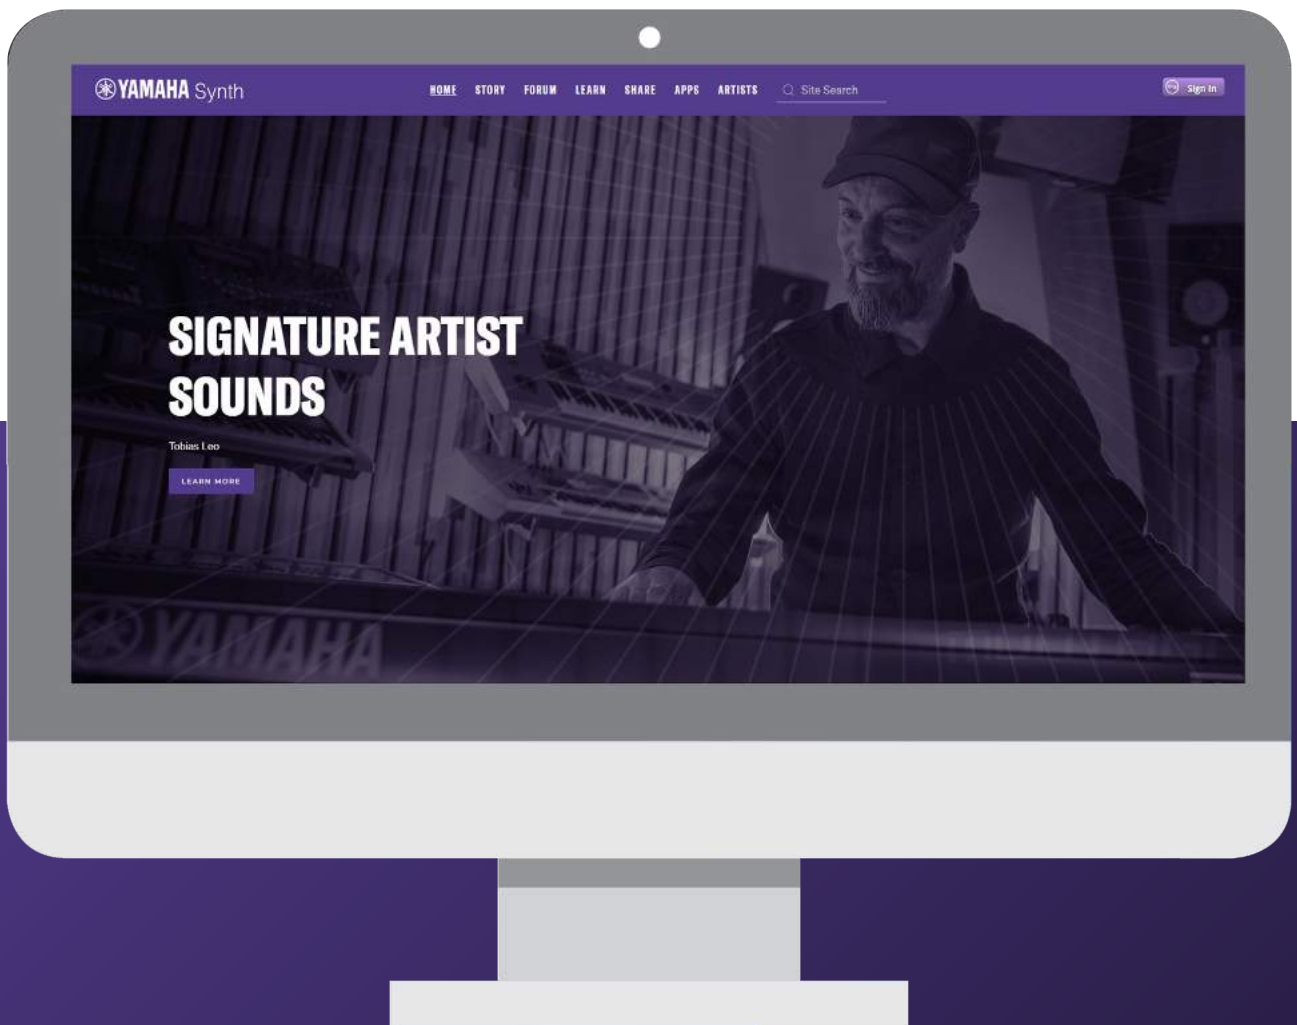 YAMAHA Synth
HOME STORY FORUM LEARN SHARE APPS ARTISTS Site Search
Sign In
SIGNATURE ARTIST
SOUNDS
Tobias Leo
LEARN MORE
YAMAHA